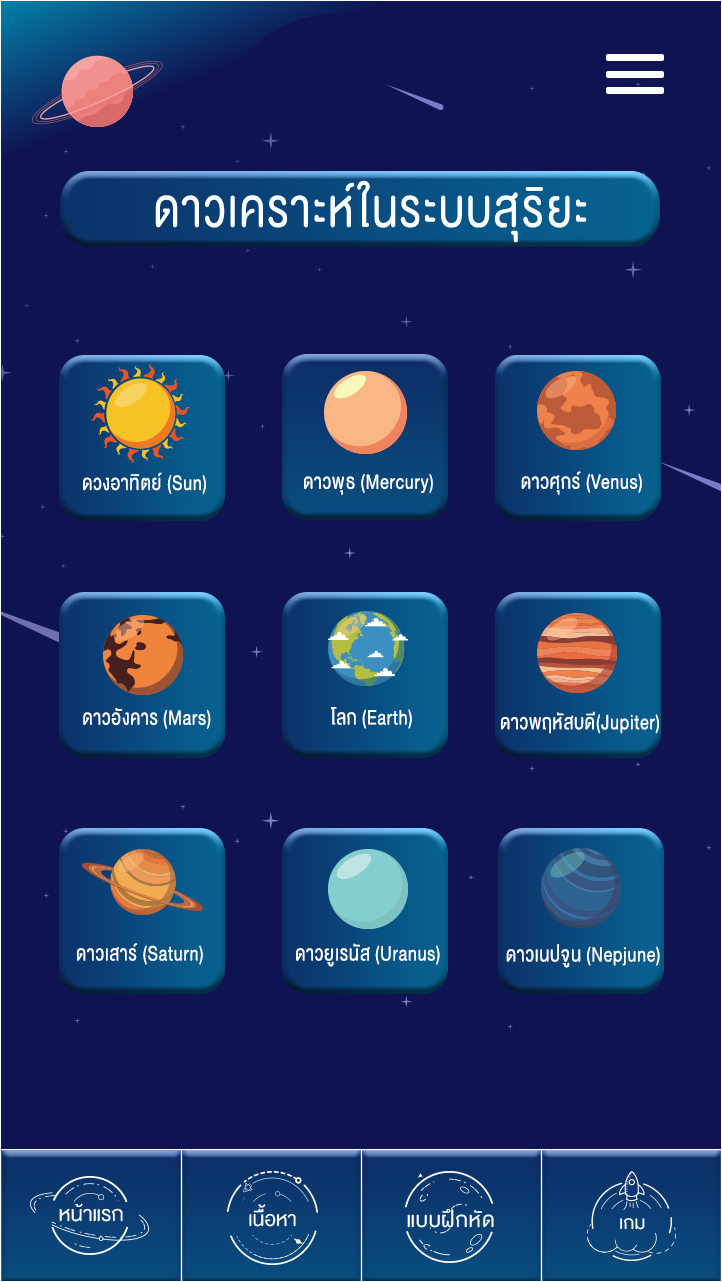 ดาวเคราะห์ในระบบสุริยะ
ดวงอาทิตย์ (Sun)
ดาวพุธ (Mercury)
ดาวศุกร์ (Venus)
ดาวอังคาร (Mars)
โลก (Earth)
ดาวพฤหัสบดี(Jupiter)
ดาวเสาร์ (Saturn)
ดาวยูเรนัส (Uranus)
ดาวเนปจูน (Nepjune)
หน้าแรก
เนื้อหา
แบบฝึกหัด
เกม